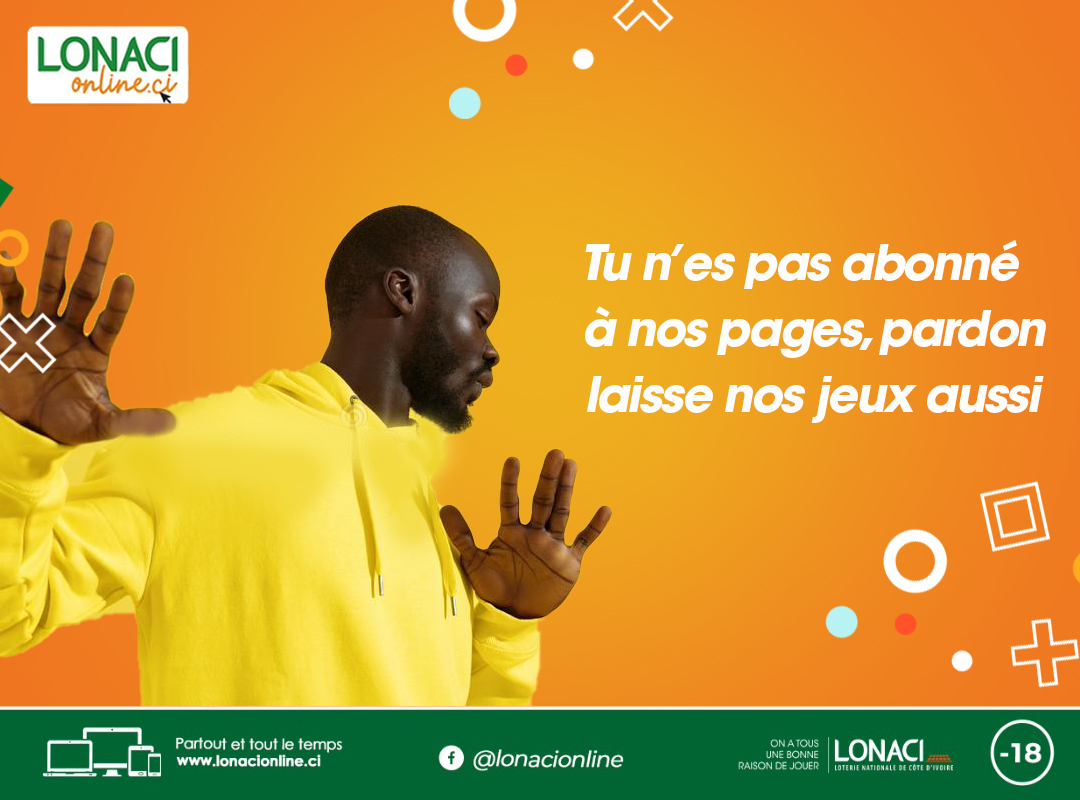 LONACI
online.ci
Tu n'es pas abonné
à nos pages, pardon
laisse nos jeux aussi
Partout et tout le temps
www.lonacionline.ci
@lonacionline
ON A TOUS
UNE BONNE
RAISON DE JOUER
LONACI
LOTERIE NATIONALE DE CÔTE D'IVOIRE
-18